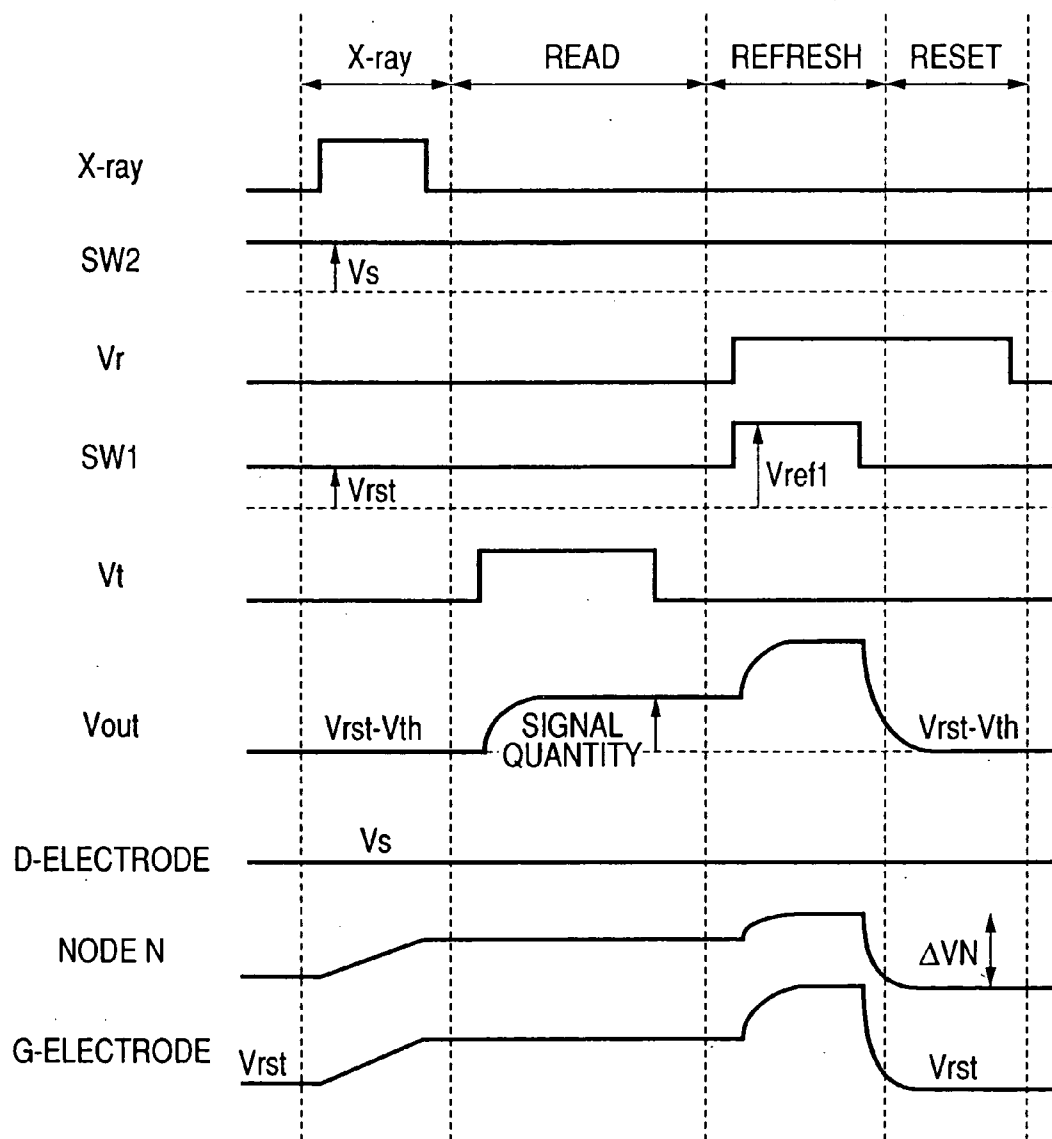 X-ray READ REFRESH RESET
X-ray
SW2
Vs
Vr
SW1
Vrst
Vref1
Vt
Vout
Vrst-Vth
SIGNAL
QUANTITY
Vrst-Vth
D-ELECTRODE
Vs
NODE N
ΔVN
G-ELECTRODE
Vrst
Vrst